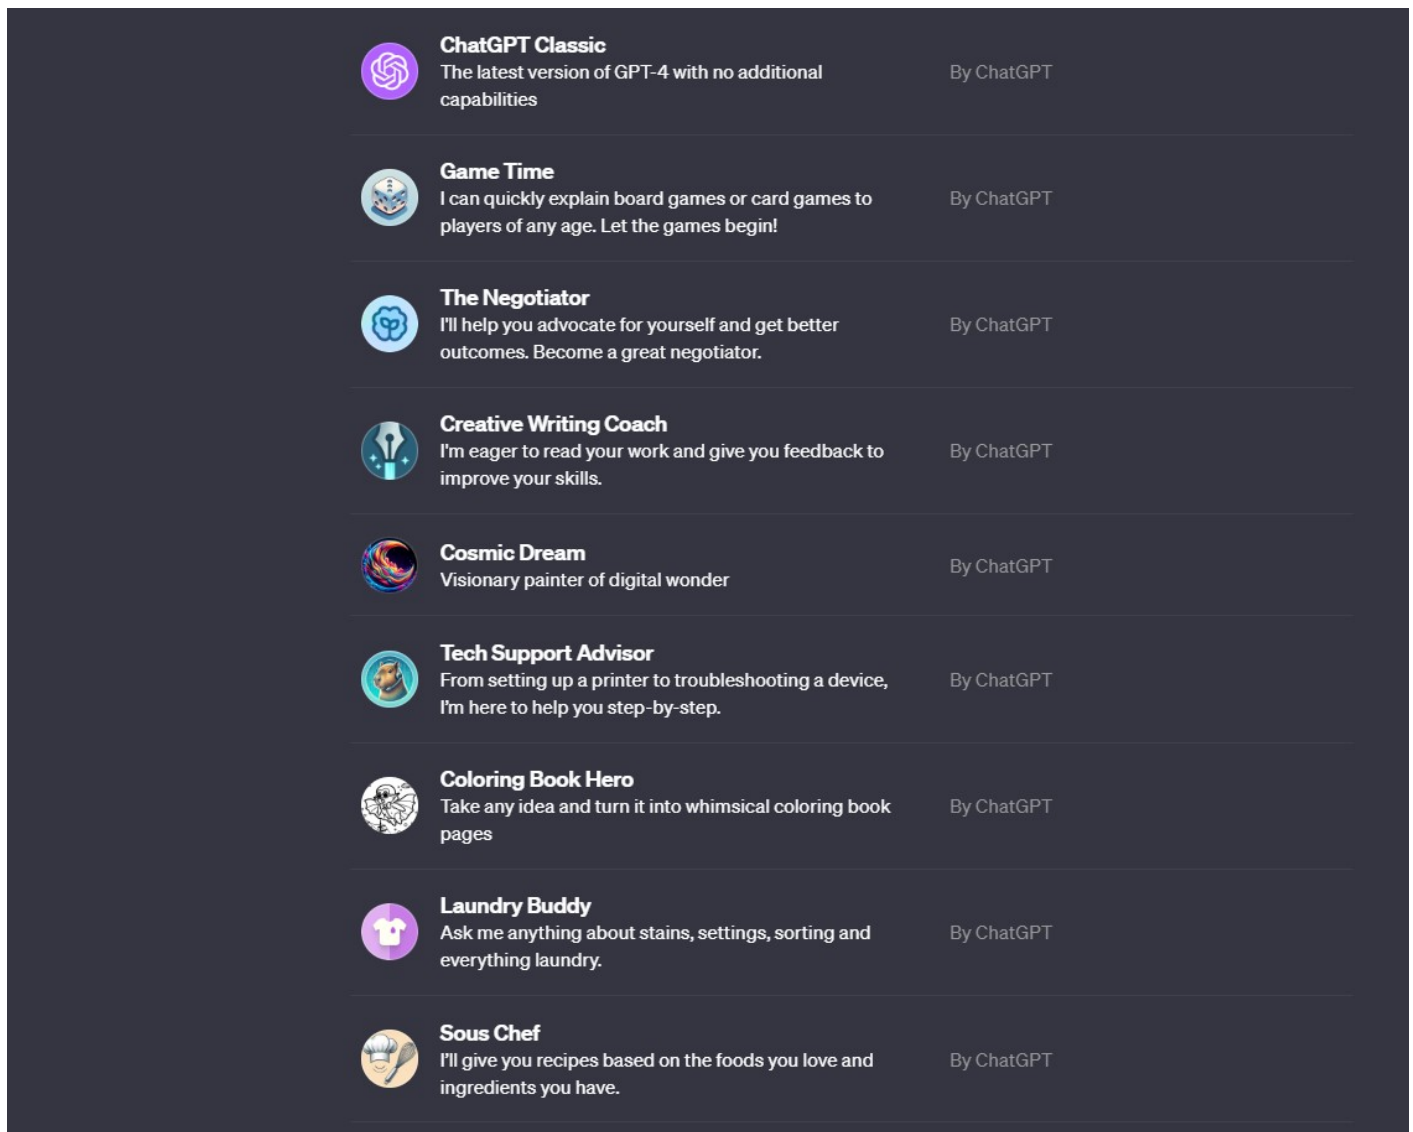 ChatGPT Classic
The latest version of GPT-4 with no additional
capabilities
By ChatGPT
Game Time
I can quickly explain board games or card games to
players of any age. Let the games begin!
By ChatGPT
The Negotiator
I'll help you advocate for yourself and get better
outcomes. Become a great negotiator.
By ChatGPT
Creative Writing Coach
I'm eager to read your work and give you feedback to
improve your skills.
By ChatGPT
Cosmic Dream
Visionary painter of digital wonder
By ChatGPT
Tech Support Advisor
From setting up a printer to troubleshooting a device,
I’m here to help you step-by-step.
By ChatGPT
Coloring Book Hero
Take any idea and turn it into whimsical coloring book
pages
By ChatGPT
Laundry Buddy
Ask me anything about stains, settings, sorting and
everything laundry.
By ChatGPT
Sous Chef
I’ll give you recipes based on the foods you love and
ingredients you have.
By ChatGPT